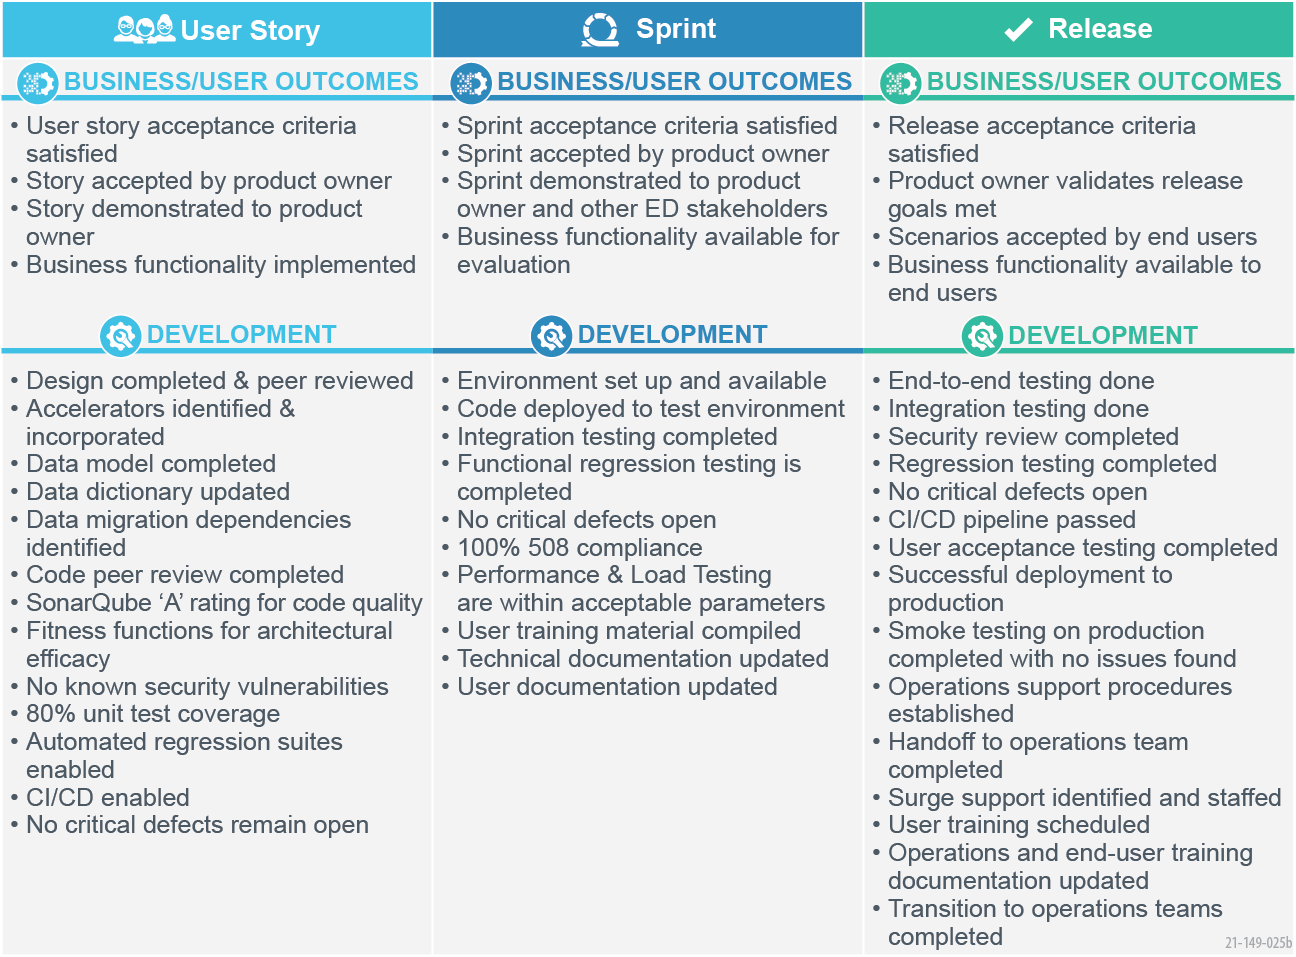 User Story
BUSINESS/USER OUTCOMES
• User story acceptance criteria
satisfied
• Story accepted by product owner
• Story demonstrated to product
owner
• Business functionality implemented
DEVELOPMENT
• Design completed & peer reviewed
• Accelerators identified &
incorporated
• Data model completed
• Data dictionary updated
• Data migration dependencies
identified
• Code peer review completed
• SonarQube ‘A’ rating for code quality
• Fitness functions for architectural
efficacy
• No known security vulnerabilities
• 80% unit test coverage
• Automated regression suites
enabled
• CI/CD enabled
• No critical defects remain open
Sprint
BUSINESS/USER OUTCOMES
• Sprint acceptance criteria satisfied
• Sprint accepted by product owner
• Sprint demonstrated to product
owner and other ED stakeholders
• Business functionality available for
evaluation
DEVELOPMENT
• Environment set up and available
• Code deployed to test environment
• Integration testing completed
• Functional regression testing is
completed
• No critical defects open
• 100% 508 compliance
• Performance & Load Testing
are within acceptable parameters
• User training material compiled
• Technical documentation updated
• User documentation updated
Release
BUSINESS/USER OUTCOMES
• Release acceptance criteria
satisfied
• Product owner validates release
goals met
• Scenarios accepted by end users
• Business functionality available to
end users
DEVELOPMENT
• End-to-end testing done
• Integration testing done
• Security review completed
• Regression testing completed
• No critical defects open
• CI/CD pipeline passed
• User acceptance testing completed
• Successful deployment to
production
• Smoke testing on production
completed with no issues found
• Operations support procedures
established
• Handoff to operations team
completed
• Surge support identified and staffed
• User training scheduled
• Operations and end-user training
documentation updated
• Transition to operations teams
completed
21-149-025b